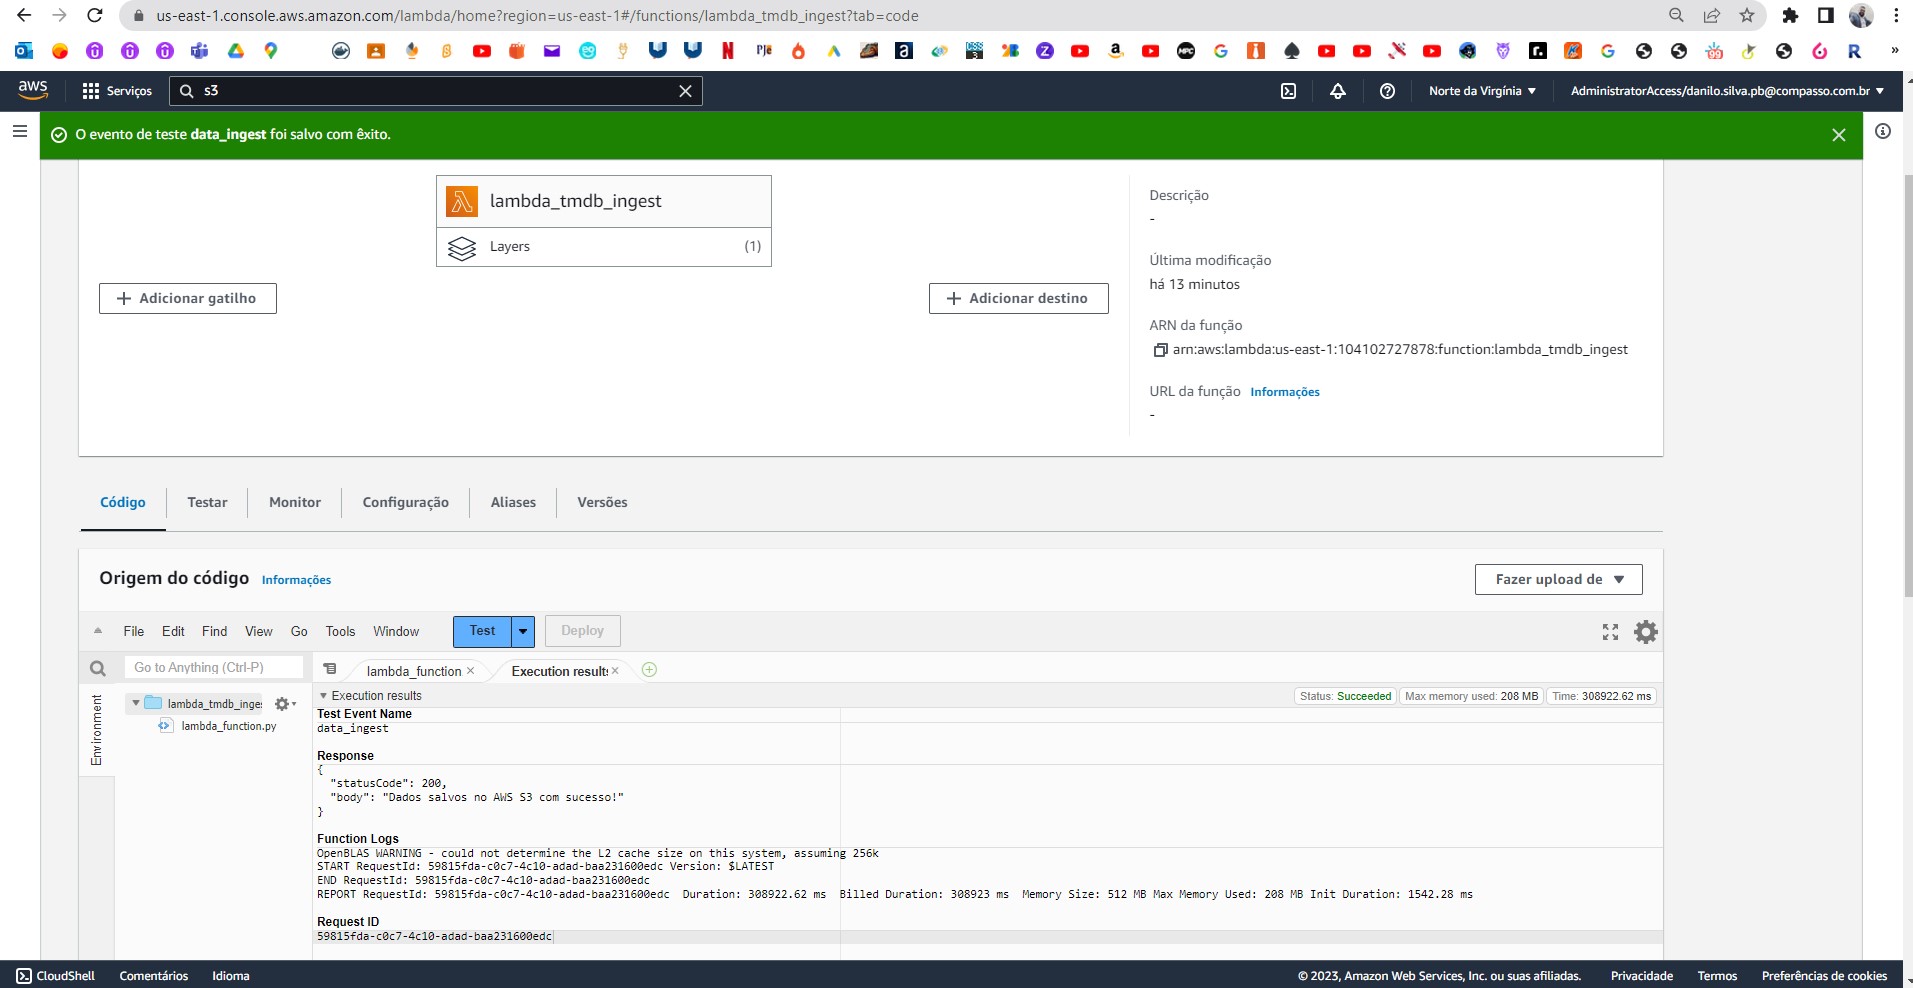 us-east-1.console.aws.amazon.com/lambda/home?region=us-east-1#/functions/lambda_tmdb_ingest?tab=code
aws
Serviços
s3
Norte da Virgínia
AdministratorAccess/danilo.silva.pb@compasso.com.br
O evento de teste data_ingest foi salvo com êxito.
lambda_tmdb_ingest
Layers
(1)
Adicionar gatilho
Adicionar destino
Descrição
-
Última modificação
há 13 minutos
ARN da função
arn:aws:lambda:us-east-1:104102727878:function:lambda_tmdb_ingest
URL da função Informações
-
Código Testar Monitor Configuração Aliases Versões
Origem do código Informações
Fazer upload de
File Edit Find View Go Tools Window Test Deploy
Go to Anything (Ctrl-P)
lambda_function
Execution results
Environment
lambda_tmdb_inges
lambda_function.py
Execution results
Status: Succeeded
Max memory used: 208 MB
Time: 308922.62 ms
Test Event Name
data_ingest
Response
{
"statusCode": 200,
"body": "Dados salvos no AWS S3 com sucesso!"
}
Function Logs
OpenBLAS WARNING - could not determine the L2 cache size on this system, assuming 256k
START RequestId: 59815fda-c0c7-4c10-adad-baa231600edc Version: $LATEST
END RequestId: 59815fda-c0c7-4c10-adad-baa231600edc
REPORT RequestId: 59815fda-c0c7-4c10-adad-baa231600edc Duration: 308922.62 ms Billed Duration: 308923 ms Memory Size: 512 MB Max Memory Used: 208 MB Init Duration: 1542.28 ms
Request ID
59815fda-c0c7-4c10-adad-baa231600edc
CloudShell Comentários Idioma
© 2023, Amazon Web Services, Inc. ou suas afiliadas. Privacidade Termos Preferências de cookies